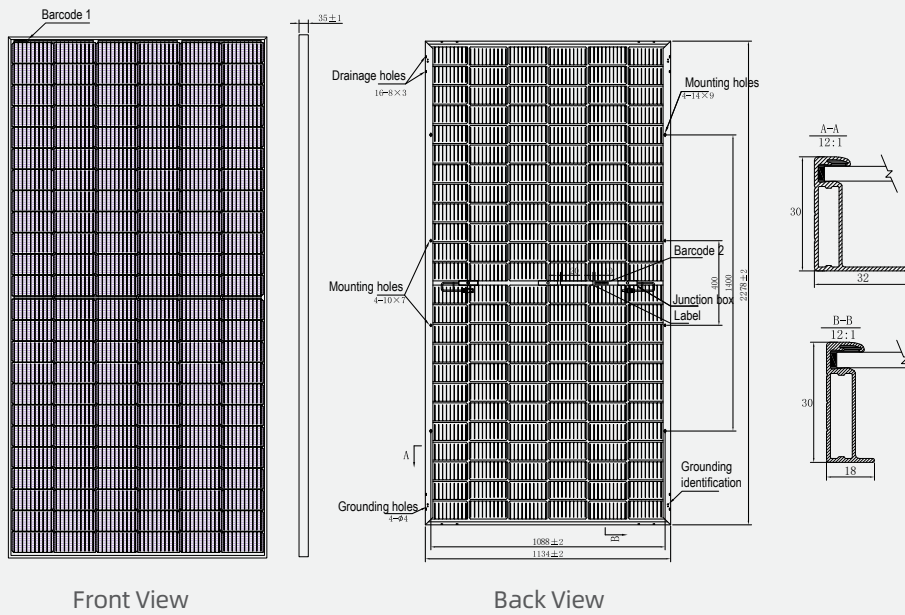 Barcode 1
35±1
Drainage holes
16-8×3
Mounting holes
4-14×9
Mounting holes
4-10×7
Barcode 2
Junction box
Label
400
1400
2278±2
A
Grounding holes
4-φ4
Grounding
identification
B
1088±2
1134±2
A-A
12:1
30
32
B-B
12:1
30
18
Front View
Back View